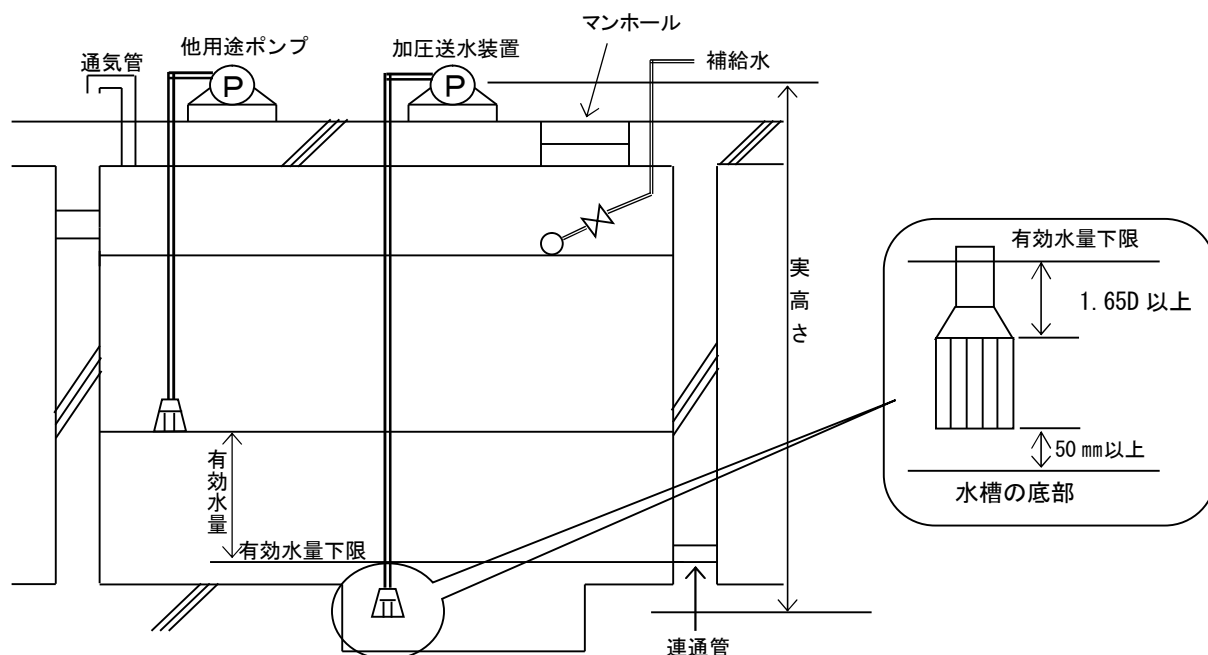 マンホール
他用途ポンプ
加圧送水装置
通気管
補給水
P
P
実高さ
有効水量下限
1.65D 以上
50 ㎜以上
水槽の底部
有効水量
有効水量下限
連通管